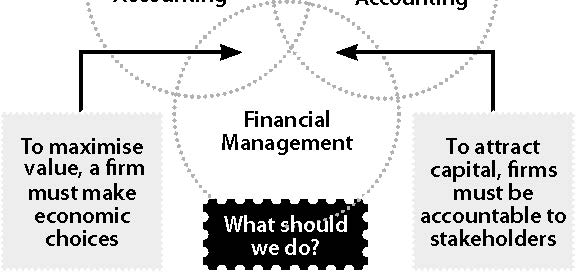 Accounting
Accounting
Financial
Management
To maximise
value, a firm
must make
economic
choices
What should
we do?
To attract
capital, firms
must be
accountable to
stakeholders